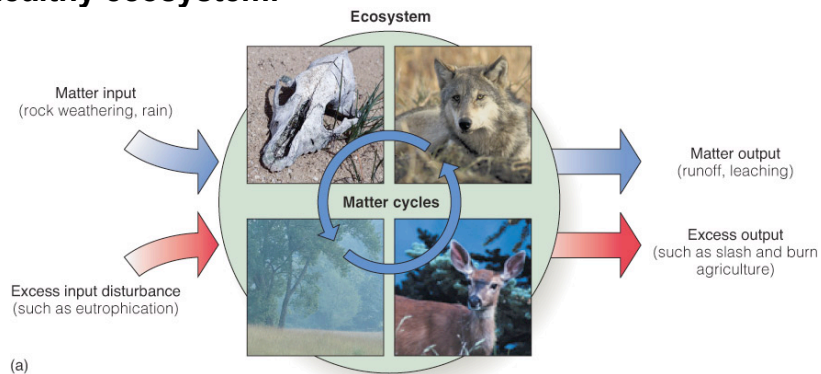 Ecosystem
Matter input
(rock weathering, rain)
Matter output
(runoff, leaching)
Matter cycles
Excess input disturbance
(such as eutrophication)
Excess output
(such as slash and burn
agriculture)
(a)